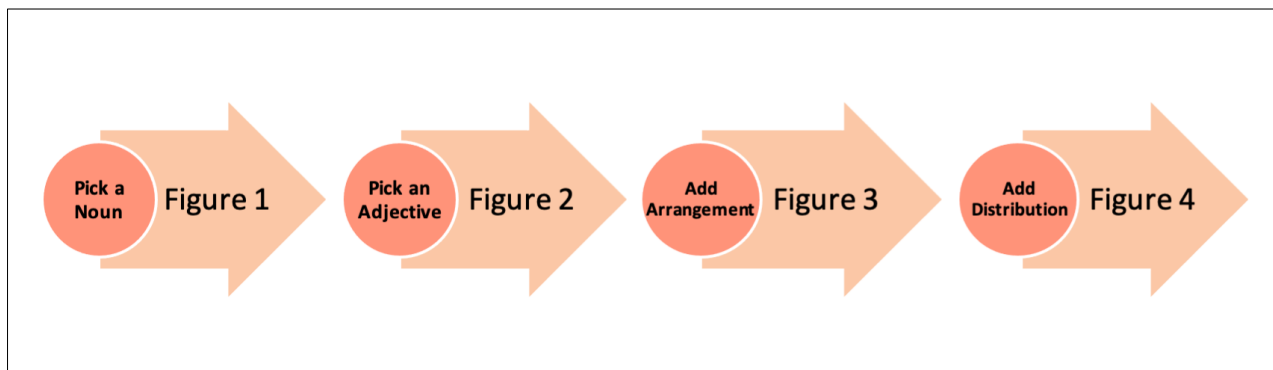 Pick a
Noun
Figure 1
Pick an
Adjective
Figure 2
Add
Arrangement
Figure 3
Add
Distribution
Figure 4